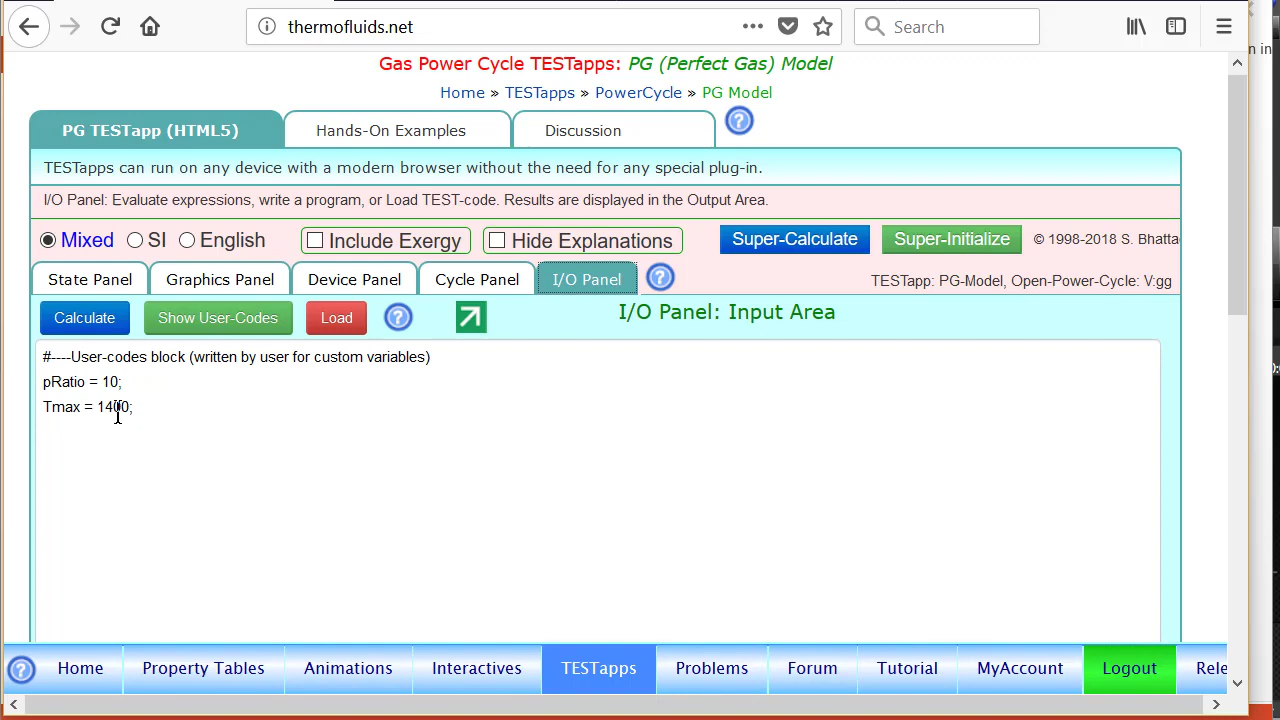 thermofluids.net
Search
Gas Power Cycle TESTapps: PG (Perfect Gas) Model
Home » TESTapps » PowerCycle » PG Model
PG TESTapp (HTML5)
Hands-On Examples
Discussion
TESTapps can run on any device with a modern browser without the need for any special plug-in.
I/O Panel: Evaluate expressions, write a program, or Load TEST-code. Results are displayed in the Output Area.
Mixed SI English
Include Exergy
Hide Explanations
Super-Calculate
Super-Initialize
© 1998-2018 S. Bhatta
State Panel
Graphics Panel
Device Panel
Cycle Panel
I/O Panel
TESTapp: PG-Model, Open-Power-Cycle: V:gg
Calculate
Show User-Codes
Load
I/O Panel: Input Area
#----User-codes block (written by user for custom variables)
pRatio = 10;
Tmax = 1400;
Home
Property Tables
Animations
Interactives
TESTapps
Problems
Forum
Tutorial
MyAccount
Logout
Rele
n in